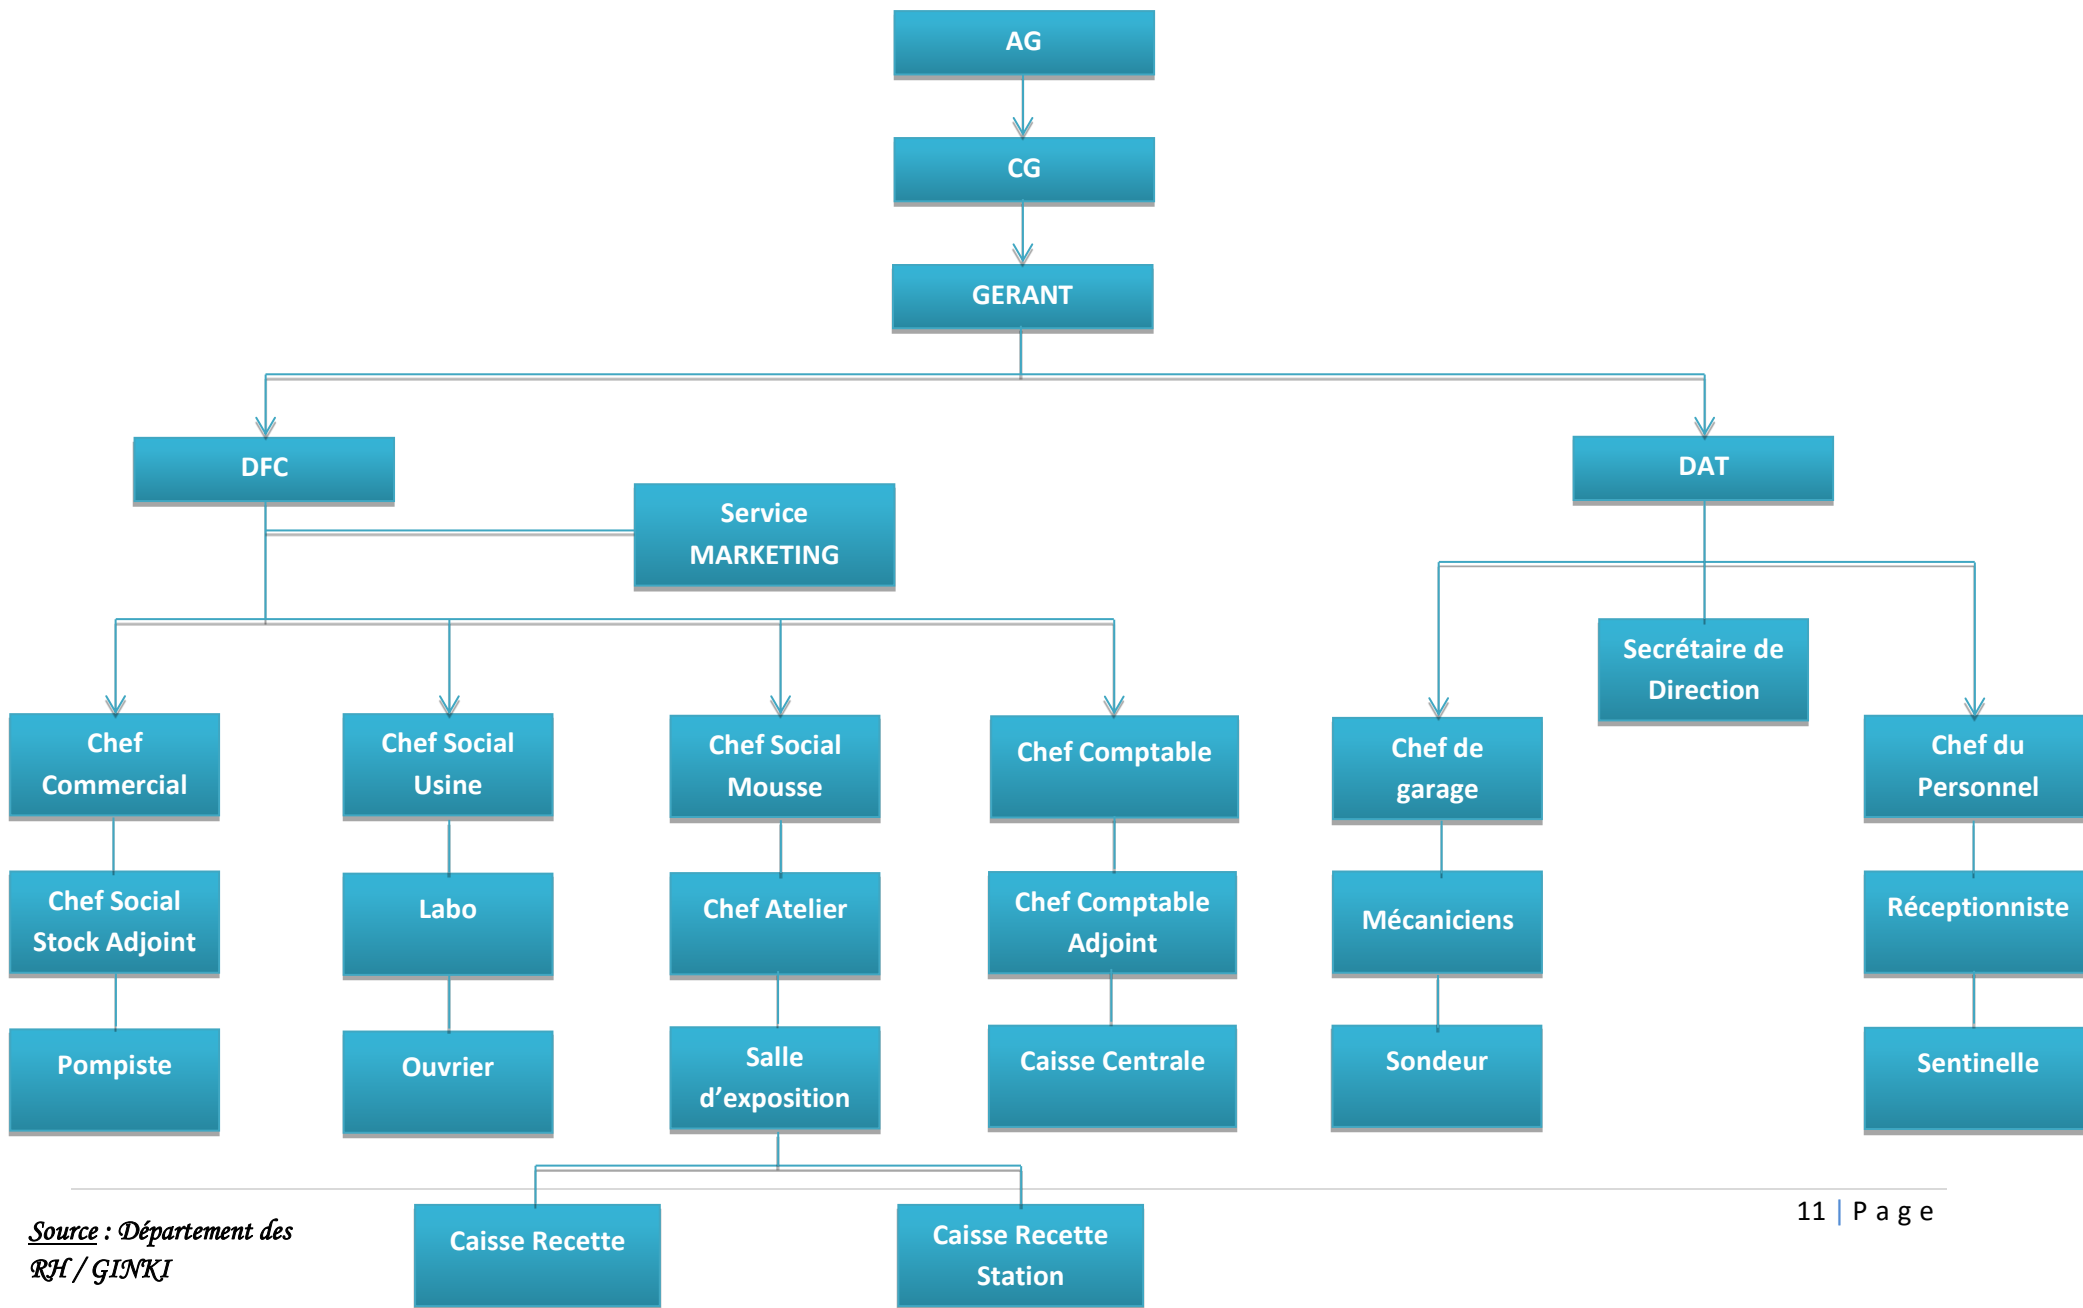 AG
CG
GERANT
DFC
DAT
Service
MARKETING
Secrétaire de
Direction
Chef
Commercial
Chef Social
Usine
Chef Social
Mousse
Chef Comptable
Chef de
garage
Chef du
Personnel
Chef Social
Stock Adjoint
Labo
Chef Atelier
Chef Comptable
Adjoint
Mécaniciens
Réceptionniste
Pompiste
Ouvrier
Salle
d’exposition
Caisse Centrale
Sondeur
Sentinelle
Caisse Recette
Caisse Recette
Station
Source : Département des
RH / GINKI
11 | P a g e